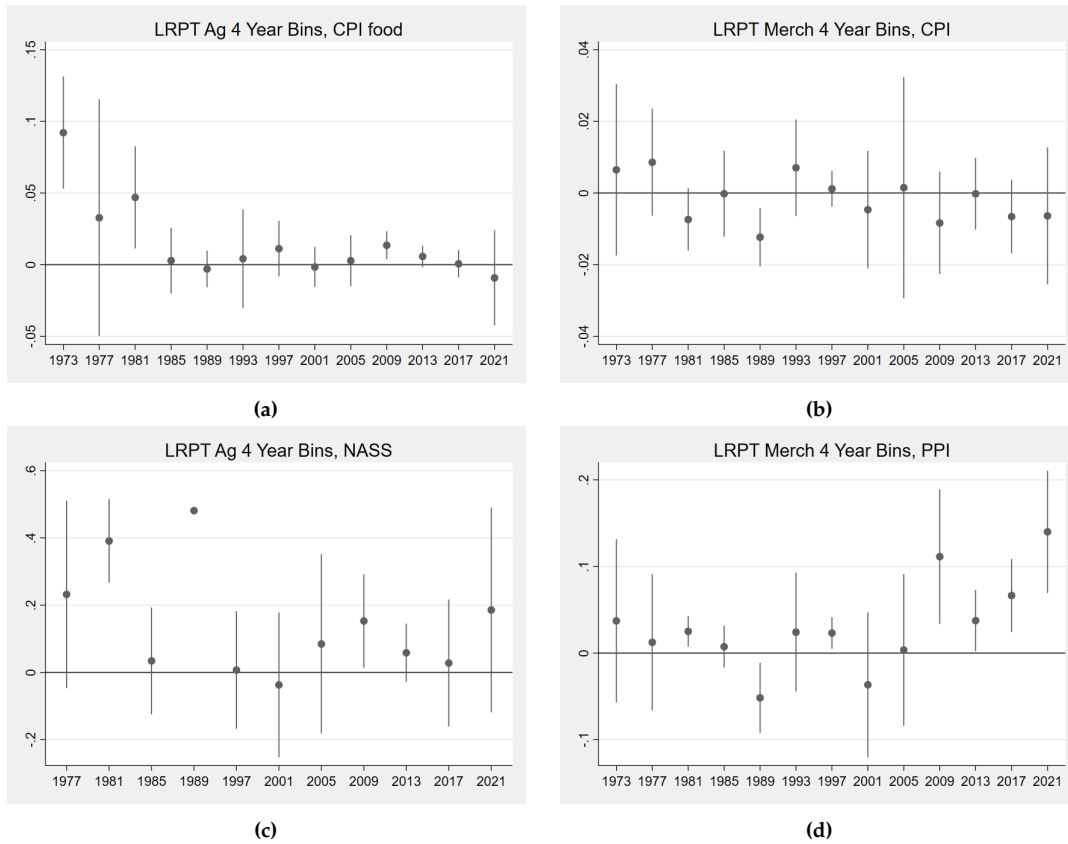 LRPT Ag 4 Year Bins, CPI food
.15
.1
.05
0
-.05
1973 1977 1981 1985 1989 1993 1997 2001 2005 2009 2013 2017 2021
(a)
LRPT Merch 4 Year Bins, CPI
.04
.02
0
-.02
-.04
1973 1977 1981 1985 1989 1993 1997 2001 2005 2009 2013 2017 2021
(b)
LRPT Ag 4 Year Bins, NASS
.6
.4
.2
0
-.2
1977 1981 1985 1989 1997 2001 2005 2009 2013 2017 2021
(c)
LRPT Merch 4 Year Bins, PPI
.2
.1
0
-.1
1973 1977 1981 1985 1989 1993 1997 2001 2005 2009 2013 2017 2021
(d)